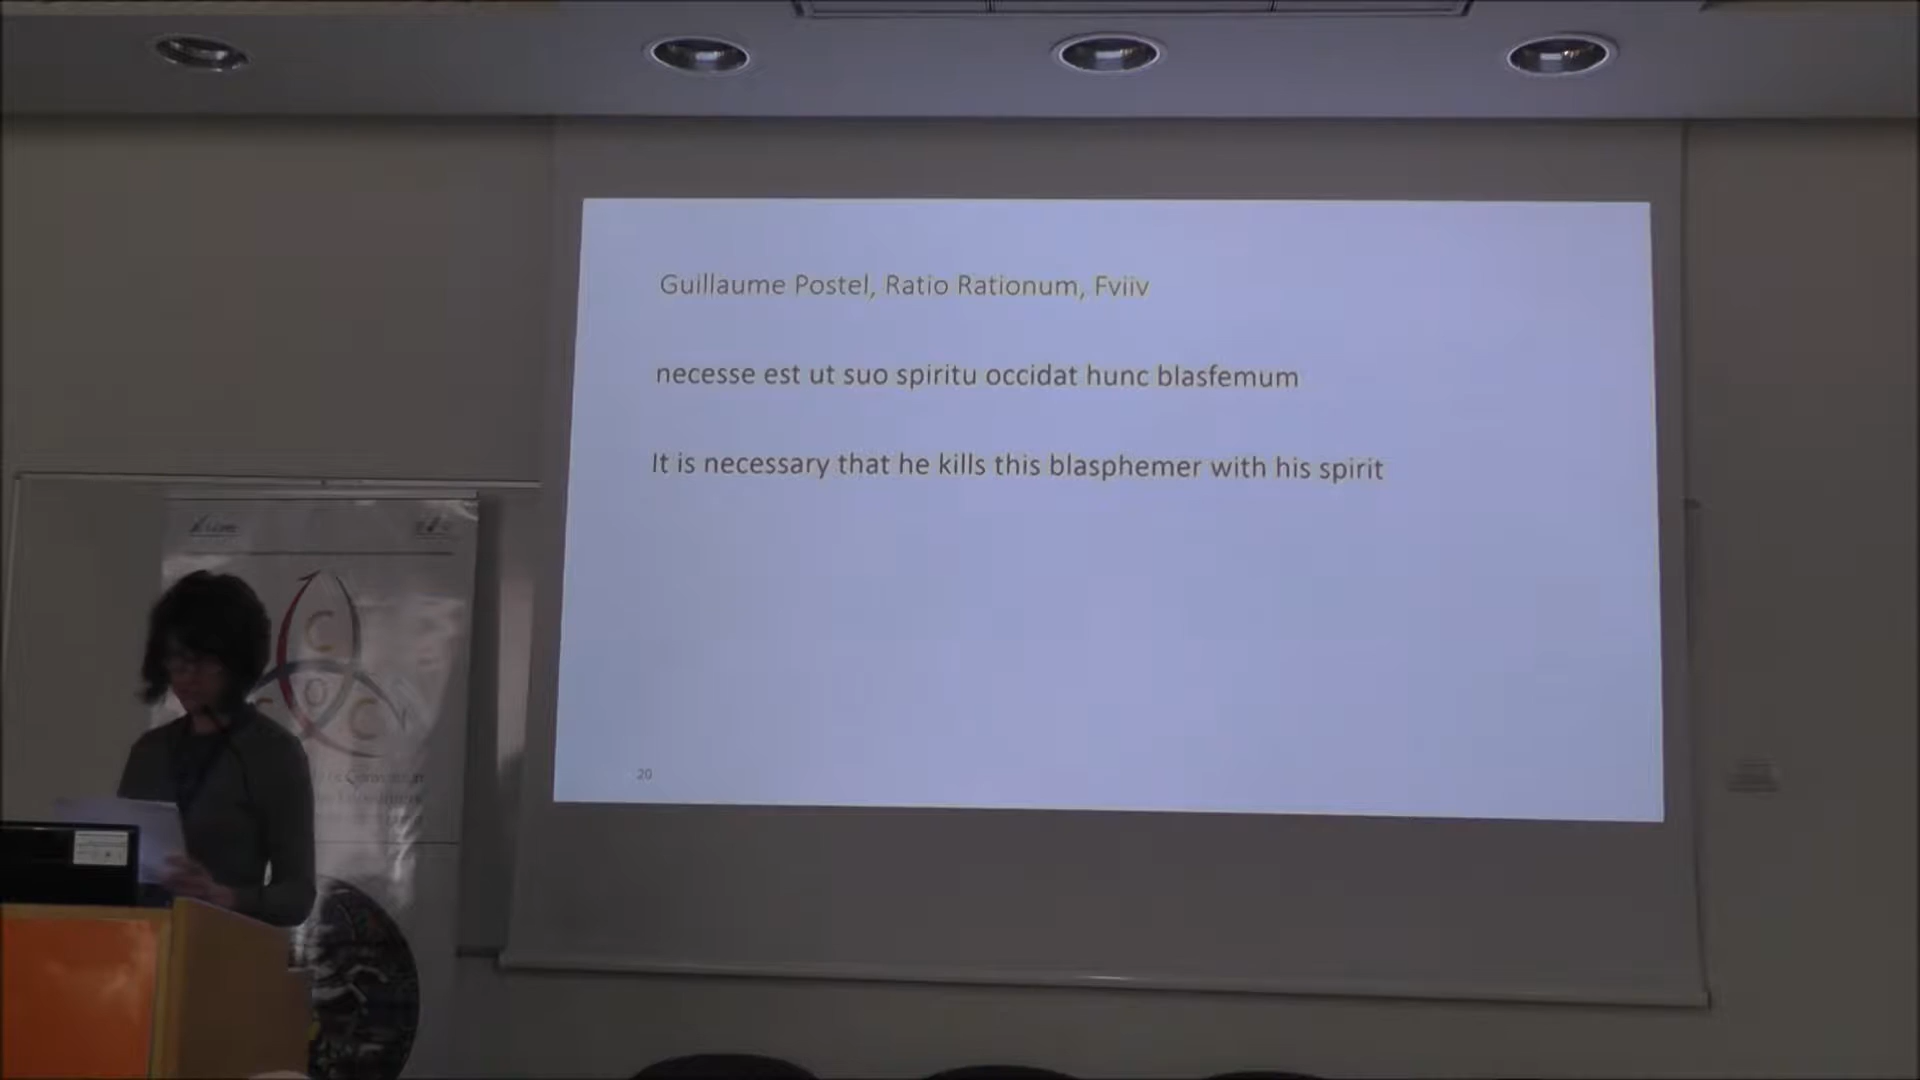 Guillaume Postel, Ratio Rationum, Fviiv
necesse est ut suo spiritu occidat hunc blasfemum
It is necessary that he kills this blasphemer with his spirit
20
C
O
C